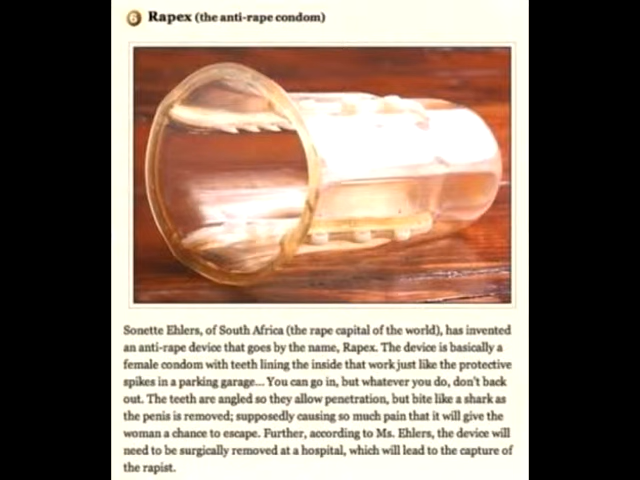 6 Rapex (the anti-rape condom)
Sonette Ehlers, of South Africa (the rape capital of the world), has invented
an anti-rape device that goes by the name, Rapex. The device is basically a
female condom with teeth lining the inside that work just like the protective
spikes in a parking garage... You can go in, but whatever you do, don't back
out. The teeth are angled so they allow penetration, but bite like a shark as
the penis is removed; supposedly causing so much pain that it will give the
woman a chance to escape. Further, according to Ms. Ehlers, the device will
need to be surgically removed at a hospital, which will lead to the capture of
the rapist.